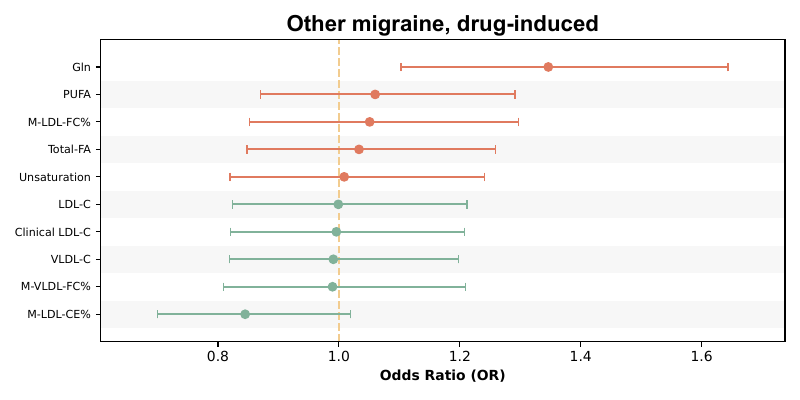 Other migraine, drug-induced
Gln
PUFA
M-LDL-FC%
Total-FA
Unsaturation
LDL-C
Clinical LDL-C
VLDL-C
M-VLDL-FC%
M-LDL-CE%
0.8 1.0 1.2 1.4 1.6
Odds Ratio (OR)